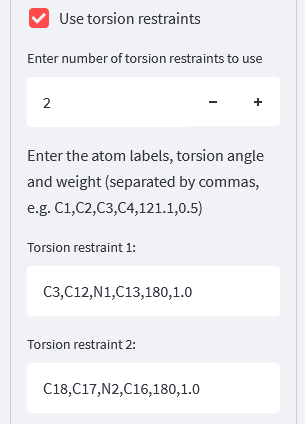 Use torsion restraints
Enter number of torsion restraints to use
2
Enter the atom labels, torsion angle
and weight (separated by commas,
e.g. C1,C2,C3,C4,121.1,0.5)
Torsion restraint 1:
C3,C12,N1,C13,180,1.0
Torsion restraint 2:
C18,C17,N2,C16,180,1.0